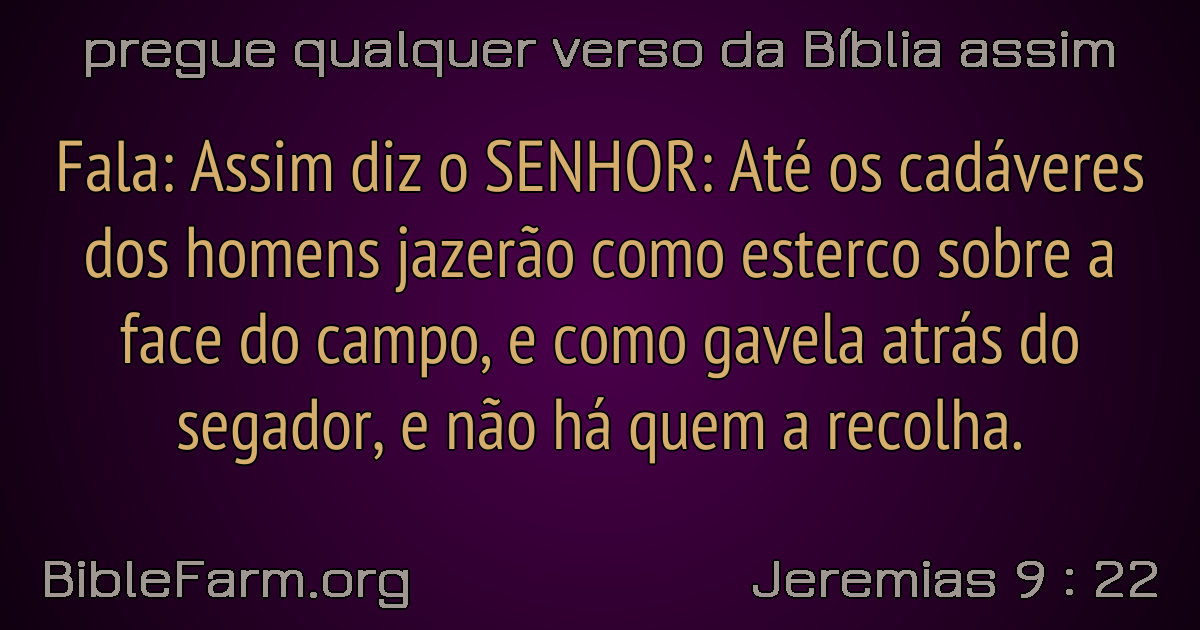 pregue qualquer verso da Bíblia assim
Fala: Assim diz o SENHOR: Até os cadáveres
dos homens jazerão como esterco sobre a
face do campo, e como gavela atrás do
segador, e não há quem a recolha.
BibleFarm.org
Jeremias 9 : 22